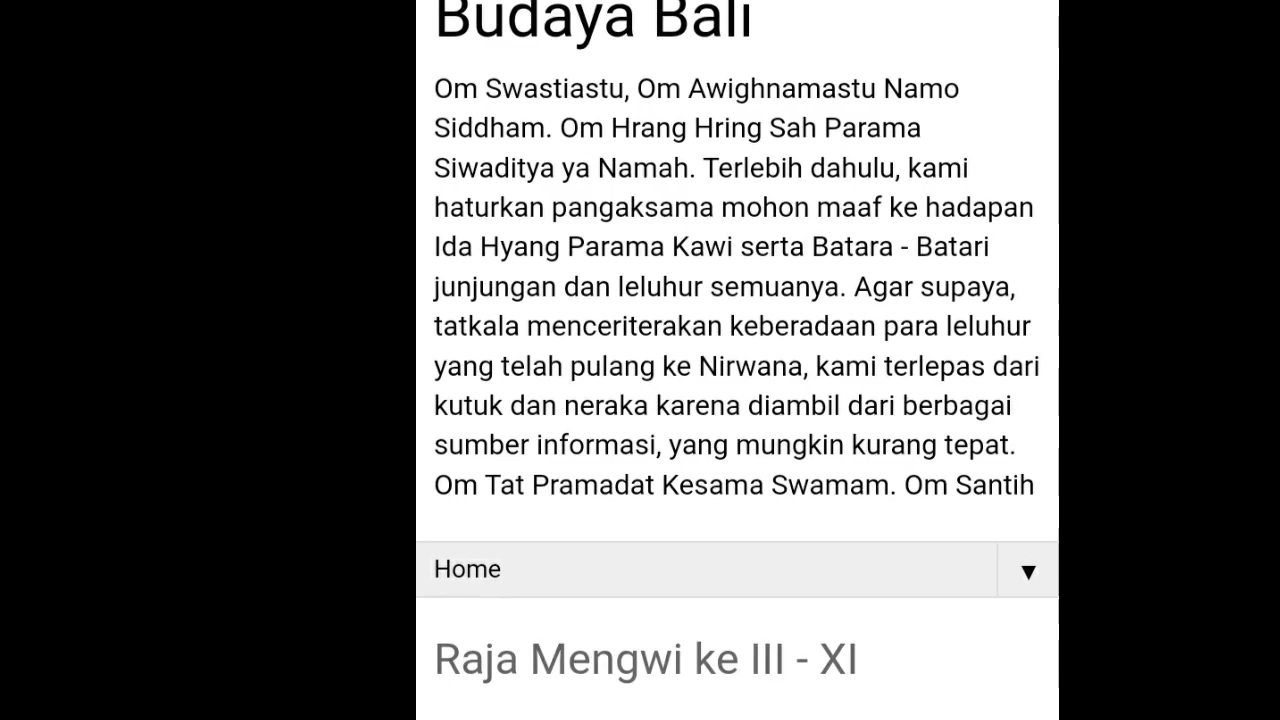 Budaya Bali
Om Swastiastu, Om Awighnamastu Namo
Siddham. Om Hrang Hring Sah Parama
Siwaditya ya Namah. Terlebih dahulu, kami
haturkan pangaksama mohon maaf ke hadapan
Ida Hyang Parama Kawi serta Batara - Batari
junjungan dan leluhur semuanya. Agar supaya,
tatkala menceriterakan keberadaan para leluhur
yang telah pulang ke Nirwana, kami terlepas dari
kutuk dan neraka karena diambil dari berbagai
sumber informasi, yang mungkin kurang tepat.
Om Tat Pramadat Kesama Swamam. Om Santih
Home ▼
Raja Mengwi ke III - XI